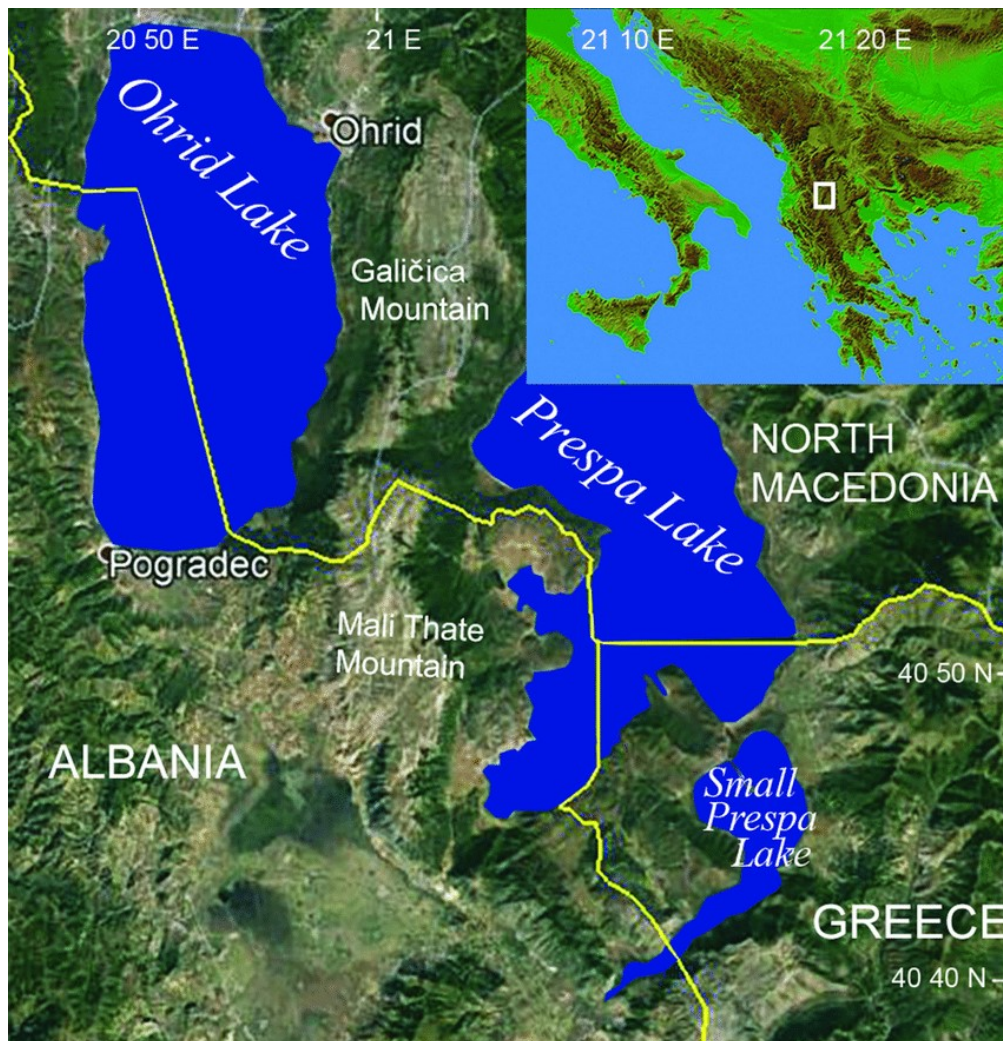 20 50 E
21 E
21 10 E
21 20 E
Ohrid Lake
Ohrid
Galičica
Mountain
Prespa Lake
NORTH
MACEDONIA
Pogradec
Mali Thate
Mountain
40 50 N
ALBANIA
Small
Prespa
Lake
GREECE
40 40 N